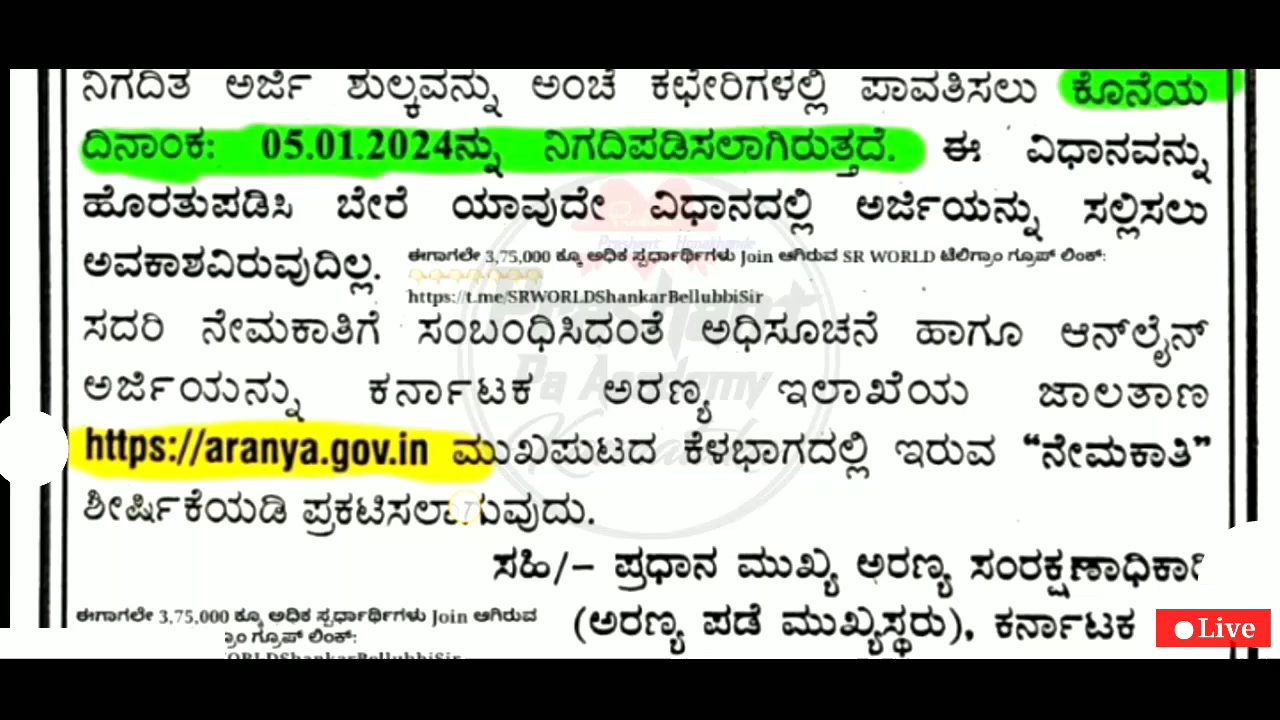 ನಿಗದಿತ ಅರ್ಜಿ ಶುಲ್ಕವನ್ನು ಅಂಚೆ ಕಛೇರಿಗಳಲ್ಲಿ ಪಾವತಿಸಲು ಕೊನೆಯ
ದಿನಾಂಕ: 05.01.2024ನ್ನು ನಿಗದಿಪಡಿಸಲಾಗಿರುತ್ತದೆ. ಈ ವಿಧಾನವನ್ನು
ಹೊರತುಪಡಿಸಿ ಬೇರೆ ಯಾವುದೇ ವಿಧಾನದಲ್ಲಿ ಅರ್ಜಿಯನ್ನು ಸಲ್ಲಿಸಲು
ಅವಕಾಶವಿರುವುದಿಲ್ಲ.
ಈಗಾಗಲೇ 3,75,000 ಕ್ಕೂ ಅಧಿಕ ಸ್ಪರ್ಧಾರ್ಥಿಗಳು Join ಆಗಿರುವ SR WORLD ಟೆಲಿಗ್ರಾಂ ಗ್ರೂಪ್ ಲಿಂಕ್:
https://t.me/SRWORLDShankarBellubbiSir
ಸದರಿ ನೇಮಕಾತಿಗೆ ಸಂಬಂಧಿಸಿದಂತೆ ಅಧಿಸೂಚನೆ ಹಾಗೂ ಆನ್‌ಲೈನ್
ಅರ್ಜಿಯನ್ನು ಕರ್ನಾಟಕ ಅರಣ್ಯ ಇಲಾಖೆಯ ಜಾಲತಾಣ
https://aranya.gov.in ಮುಖಪುಟದ ಕೆಳಭಾಗದಲ್ಲಿ ಇರುವ “ನೇಮಕಾತಿ”
ಶೀರ್ಷಿಕೆಯಡಿ ಪ್ರಕಟಿಸಲಾಗುವುದು.
ಸಹಿ/- ಪ್ರಧಾನ ಮುಖ್ಯ ಅರಣ್ಯ ಸಂರಕ್ಷಣಾಧಿಕಾರಿ
(ಅರಣ್ಯ ಪಡೆ ಮುಖ್ಯಸ್ಥರು), ಕರ್ನಾಟಕ
ಈಗಾಗಲೇ 3,75,000 ಕ್ಕೂ ಅಧಿಕ ಸ್ಪರ್ಧಾರ್ಥಿಗಳು Join ಆಗಿರುವ
ಗ್ರೂಪ್ ಲಿಂಕ್:
Live
Prashant
Pa Academy
Karnataka